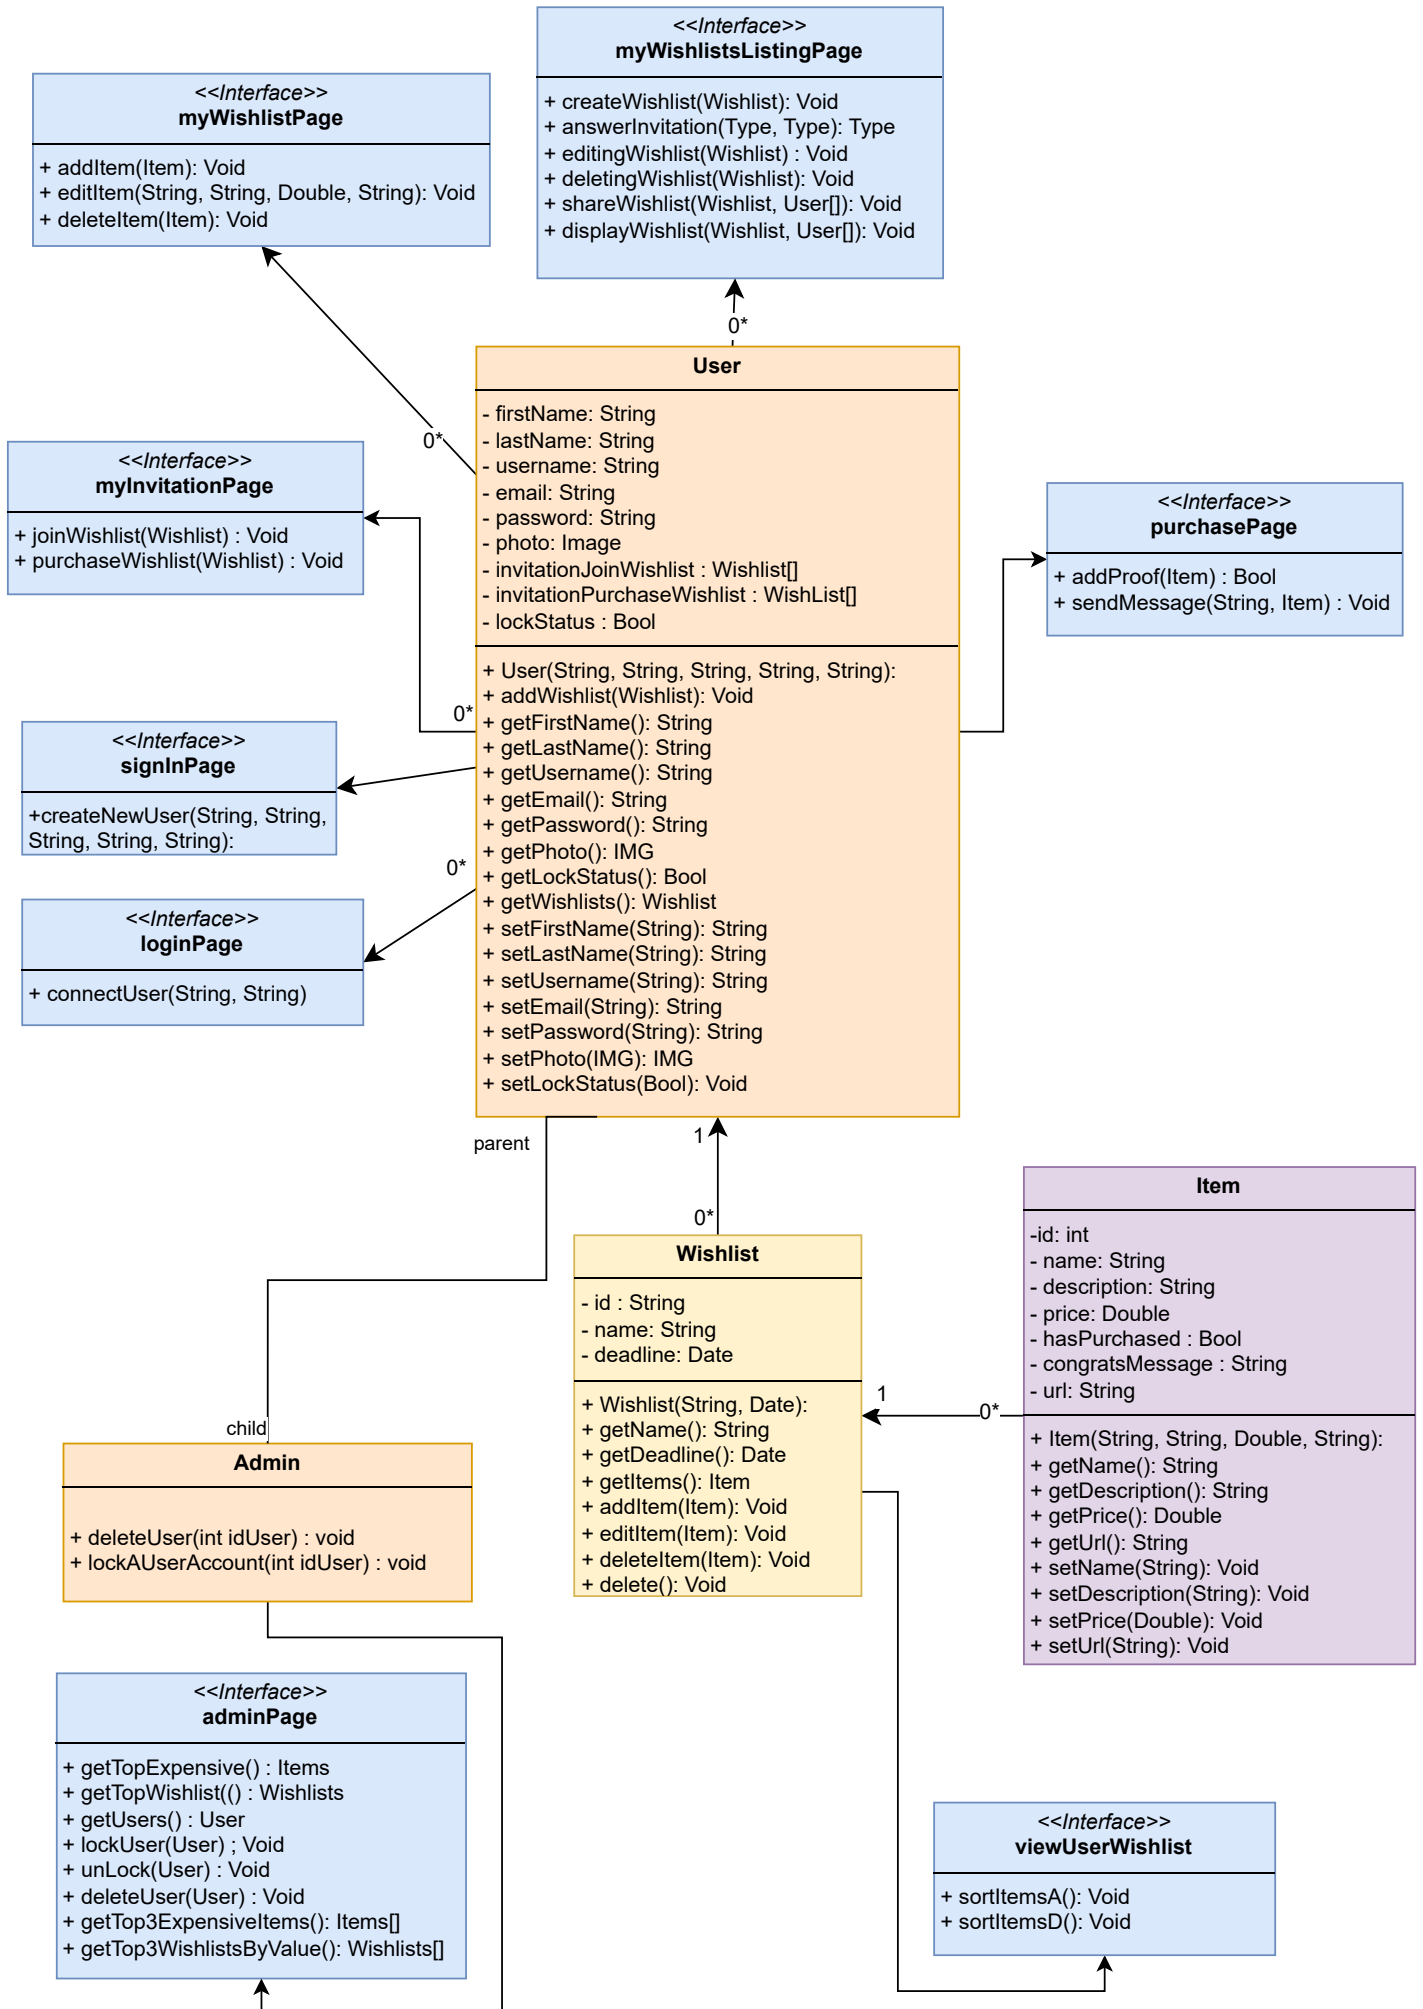 <<Interface>>
myWishlistsListingPage
+ createWishlist(Wishlist): Void
+ answerInvitation(Type, Type): Type
+ editingWishlist(Wishlist) : Void
+ deletingWishlist(Wishlist): Void
+ shareWishlist(Wishlist, User[]): Void
+ displayWishlist(Wishlist, User[]): Void
<<Interface>>
myWishlistPage
+ addItem(Item): Void
+ editItem(String, String, Double, String): Void
+ deleteItem(Item): Void
0*
0*
User
- firstName: String
- lastName: String
- username: String
- email: String
- password: String
- photo: Image
- invitationJoinWishlist : Wishlist[]
- invitationPurchaseWishlist : WishList[]
- lockStatus : Bool
+ User(String, String, String, String, String):
+ addWishlist(Wishlist): Void
+ getFirstName(): String
+ getLastName(): String
+ getUsername(): String
+ getEmail(): String
+ getPassword(): String
+ getPhoto(): IMG
+ getLockStatus(): Bool
+ getWishlists(): Wishlist
+ setFirstName(String): String
+ setLastName(String): String
+ setUsername(String): String
+ setEmail(String): String
+ setPassword(String): String
+ setPhoto(IMG): IMG
+ setLockStatus(Bool): Void
<<Interface>>
myInvitationPage
+ joinWishlist(Wishlist) : Void
+ purchaseWishlist(Wishlist) : Void
0*
<<Interface>>
purchasePage
+ addProof(Item) : Bool
+ sendMessage(String, Item) : Void
<<Interface>>
signInPage
+createNewUser(String, String,
String, String, String):
0*
<<Interface>>
loginPage
+ connectUser(String, String)
parent
1
0*
Wishlist
- id : String
- name: String
- deadline: Date
+ Wishlist(String, Date):
+ getName(): String
+ getDeadline(): Date
+ getItems(): Item
+ addItem(Item): Void
+ editItem(Item): Void
+ deleteItem(Item): Void
+ delete(): Void
1
0*
Item
-id: int
- name: String
- description: String
- price: Double
- hasPurchased : Bool
- congratsMessage : String
- url: String
+ Item(String, String, Double, String):
+ getName(): String
+ getDescription(): String
+ getPrice(): Double
+ getUrl(): String
+ setName(String): Void
+ setDescription(String): Void
+ setPrice(Double): Void
+ setUrl(String): Void
child
Admin
+ deleteUser(int idUser) : void
+ lockAUserAccount(int idUser) : void
<<Interface>>
adminPage
+ getTopExpensive() : Items
+ getTopWishlist(() : Wishlists
+ getUsers() : User
+ lockUser(User) ; Void
+ unLock(User) : Void
+ deleteUser(User) : Void
+ getTop3ExpensiveItems(): Items[]
+ getTop3WishlistsByValue(): Wishlists[]
<<Interface>>
viewUserWishlist
+ sortItemsA(): Void
+ sortItemsD(): Void